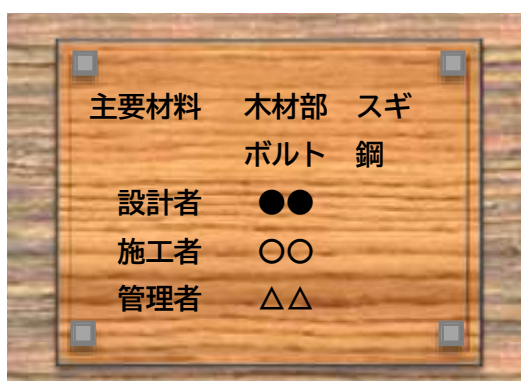 主要材料　木材部　スギ
ボルト　鋼
設計者　●●
施工者　○○
管理者　△△